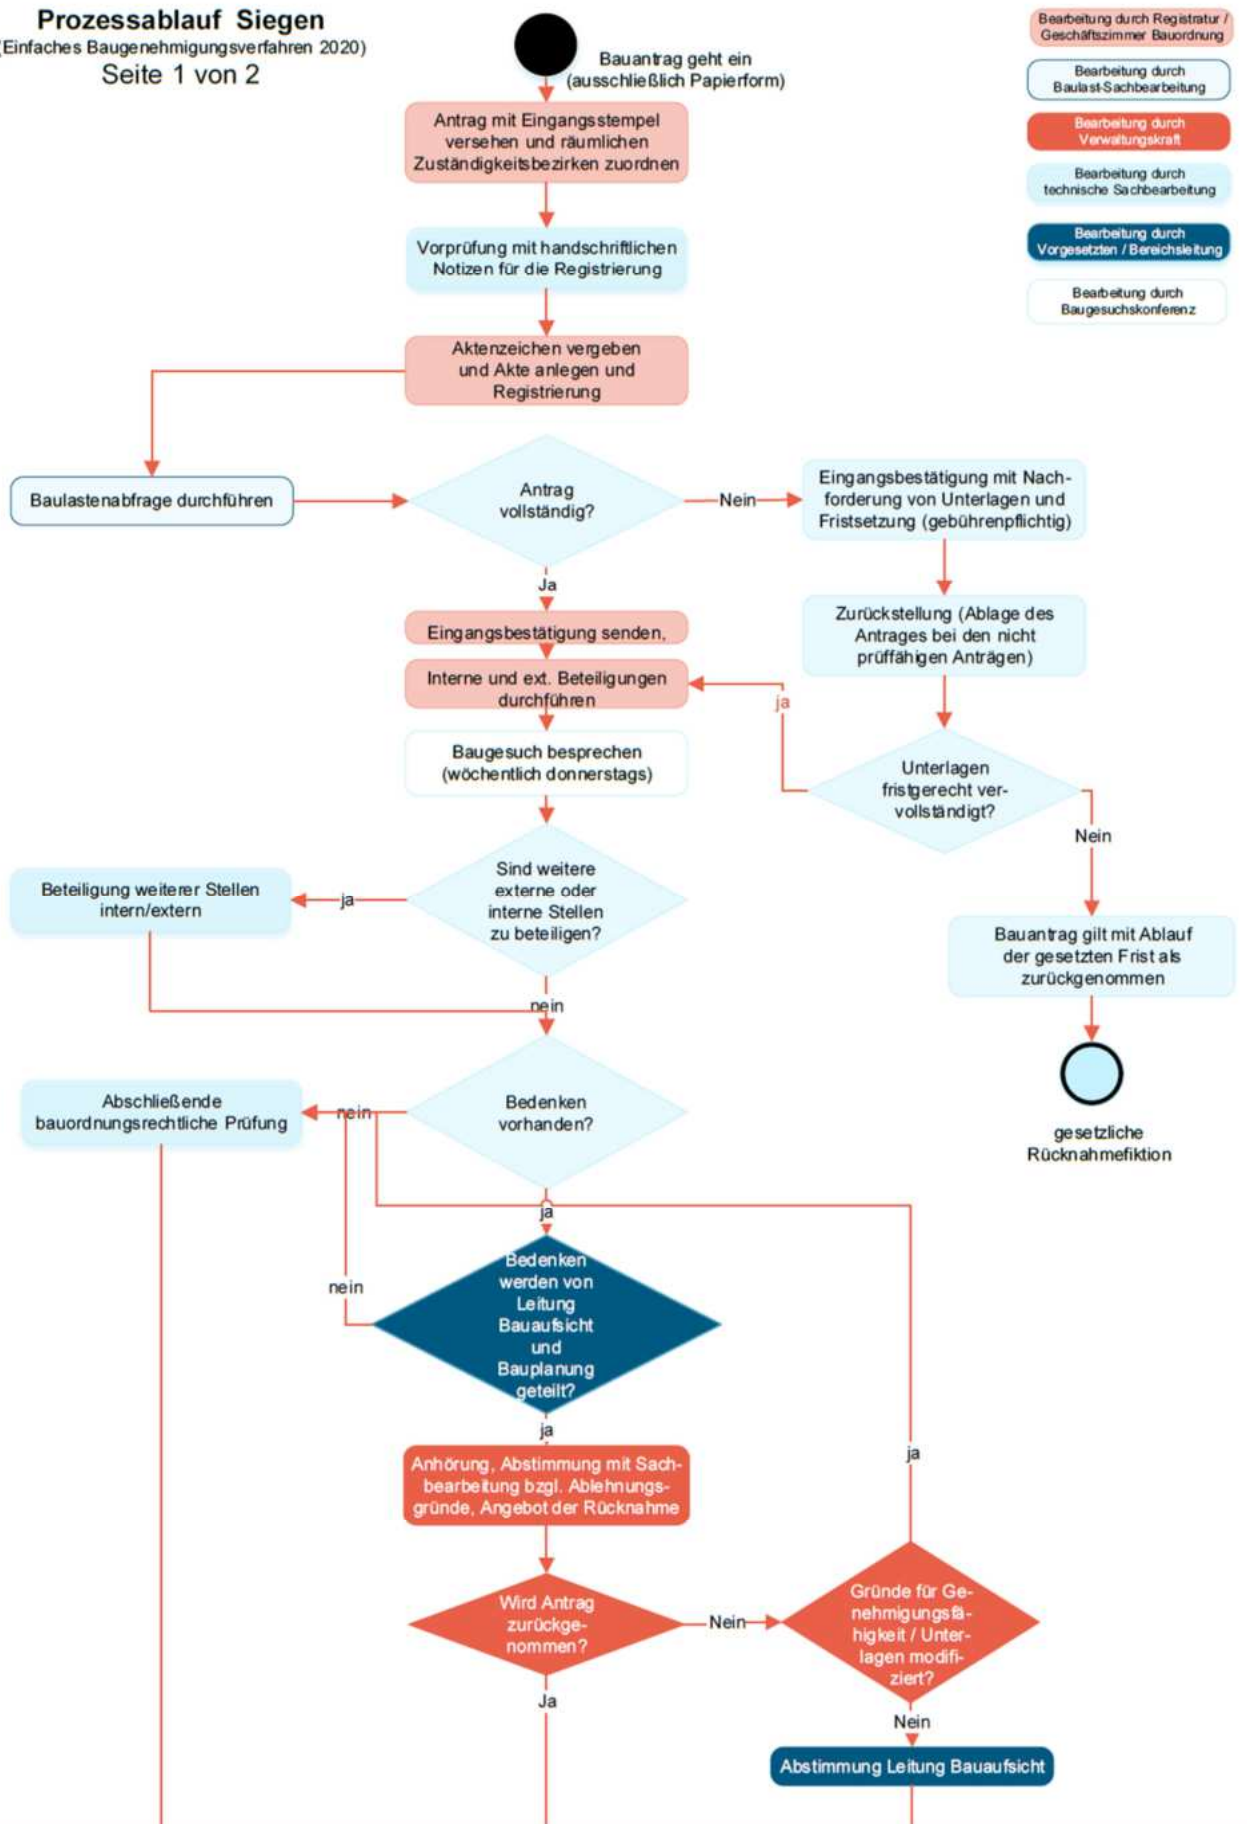 Prozessablauf Siegen
(Einfaches Baugenehmigungsverfahren 2020)
Seite 1 von 2
Bauantrag geht ein
(ausschließlich Papierform)
Bearbeitung durch Registratur /
Geschäftszimmer Bauordnung
Bearbeitung durch
Baulast-Sachbearbeitung
Bearbeitung durch
Verwaltungskraft
Bearbeitung durch
technische Sachbearbeitung
Bearbeitung durch
Vorgesetzten / Bereichsleitung
Bearbeitung durch
Baugesuchskonferenz
Antrag mit Eingangsstempel
versehen und räumlichen
Zuständigkeitsbezirken zuordnen
Vorprüfung mit handschriftlichen
Notizen für die Registrierung
Aktenzeichen vergeben
und Akte anlegen und
Registrierung
Baulastenabfrage durchführen
Antrag
vollständig?
Nein
Eingangsbestätigung mit Nach-
forderung von Unterlagen und
Fristsetzung (gebührenpflichtig)
Ja
Eingangsbestätigung senden,
Zurückstellung (Ablage des
Antrages bei den nicht
prüffähigen Anträgen)
Interne und ext. Beteiligungen
durchführen
ja
Baugesuch besprechen
(wöchentlich donnerstags)
Unterlagen
fristgerecht ver-
vollständigt?
Nein
Sind weitere
externe oder
interne Stellen
zu beteiligen?
ja
Beteiligung weiterer Stellen
intern/extern
Bauantrag gilt mit Ablauf
der gesetzten Frist als
zurückgenommen
nein
Bedenken
vorhanden?
nein
Abschließende
bauordnungsrechtliche Prüfung
gesetzliche
Rücknahmefiktion
ja
Bedenken
werden von
Leitung
Bauaufsicht
und
Bauplanung
geteilt?
nein
ja
Anhörung, Abstimmung mit Sach-
bearbeitung bzgl. Ablehnungs-
gründe, Angebot der Rücknahme
ja
Wird Antrag
zurückge-
nommen?
Nein
Gründe für Ge-
nehmigungsfä-
higkeit / Unter-
lagen modifi-
ziert?
Ja
Nein
Abstimmung Leitung Bauaufsicht